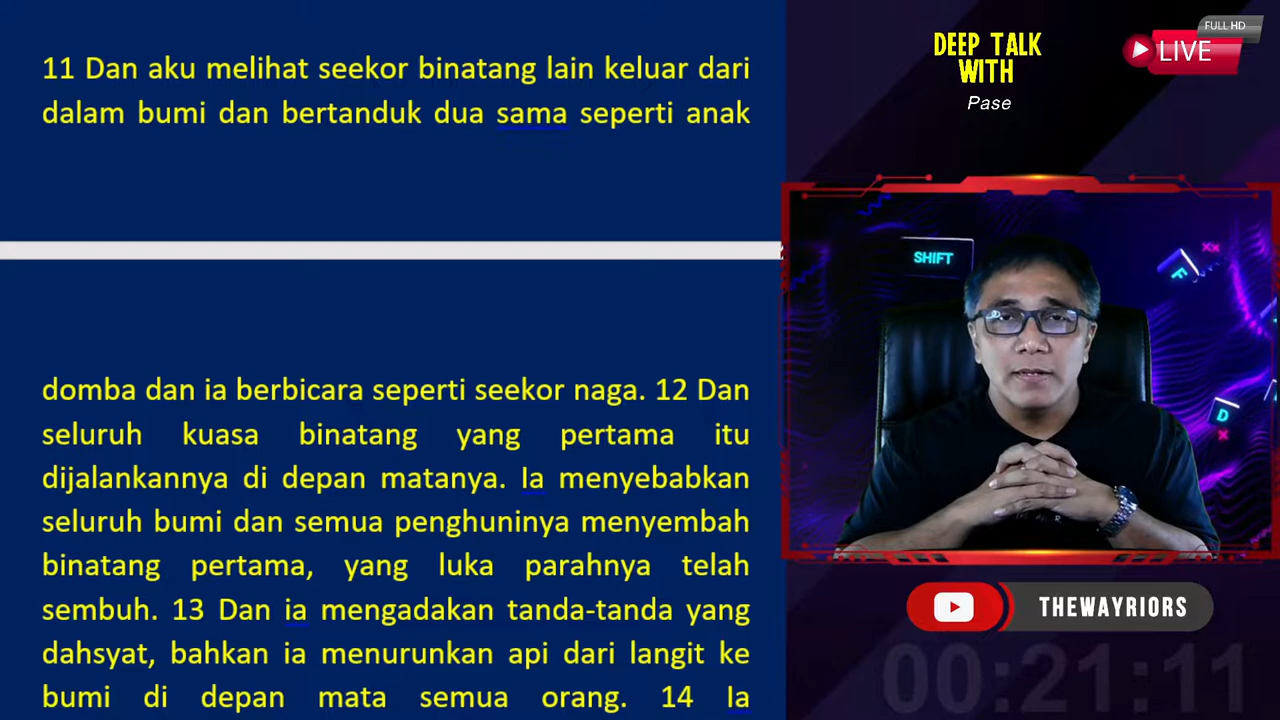 11 Dan aku melihat seekor binatang lain keluar dari
dalam bumi dan bertanduk dua sama seperti anak
domba dan ia berbicara seperti seekor naga. 12 Dan
seluruh kuasa binatang yang pertama itu
dijalankannya di depan matanya. Ia menyebabkan
seluruh bumi dan semua penghuninya menyembah
binatang pertama, yang luka parahnya telah
sembuh. 13 Dan ia mengadakan tanda-tanda yang
dahsyat, bahkan ia menurunkan api dari langit ke
bumi di depan mata semua orang. 14 Ia
DEEP TALK
WITH
Pase
FULL HD
LIVE
SHIFT
F
D
THEWAYRIORS
00:21:11